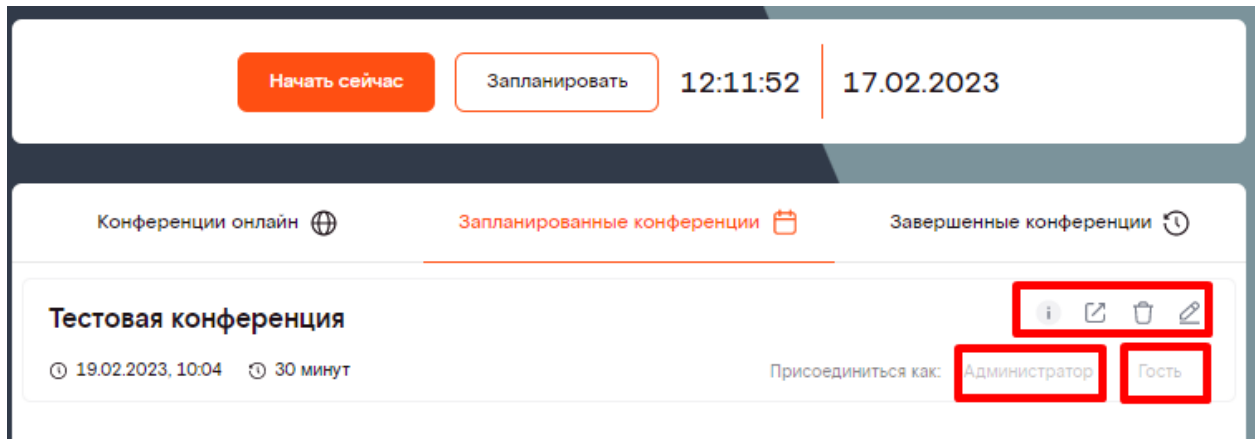 Начать сейчас Запланировать 12:11:52 17.02.2023
Конференции онлайн Запланированные конференции Завершенные конференции
Тестовая конференция
19.02.2023, 10:04 30 минут Присоединиться как: Администратор Гость